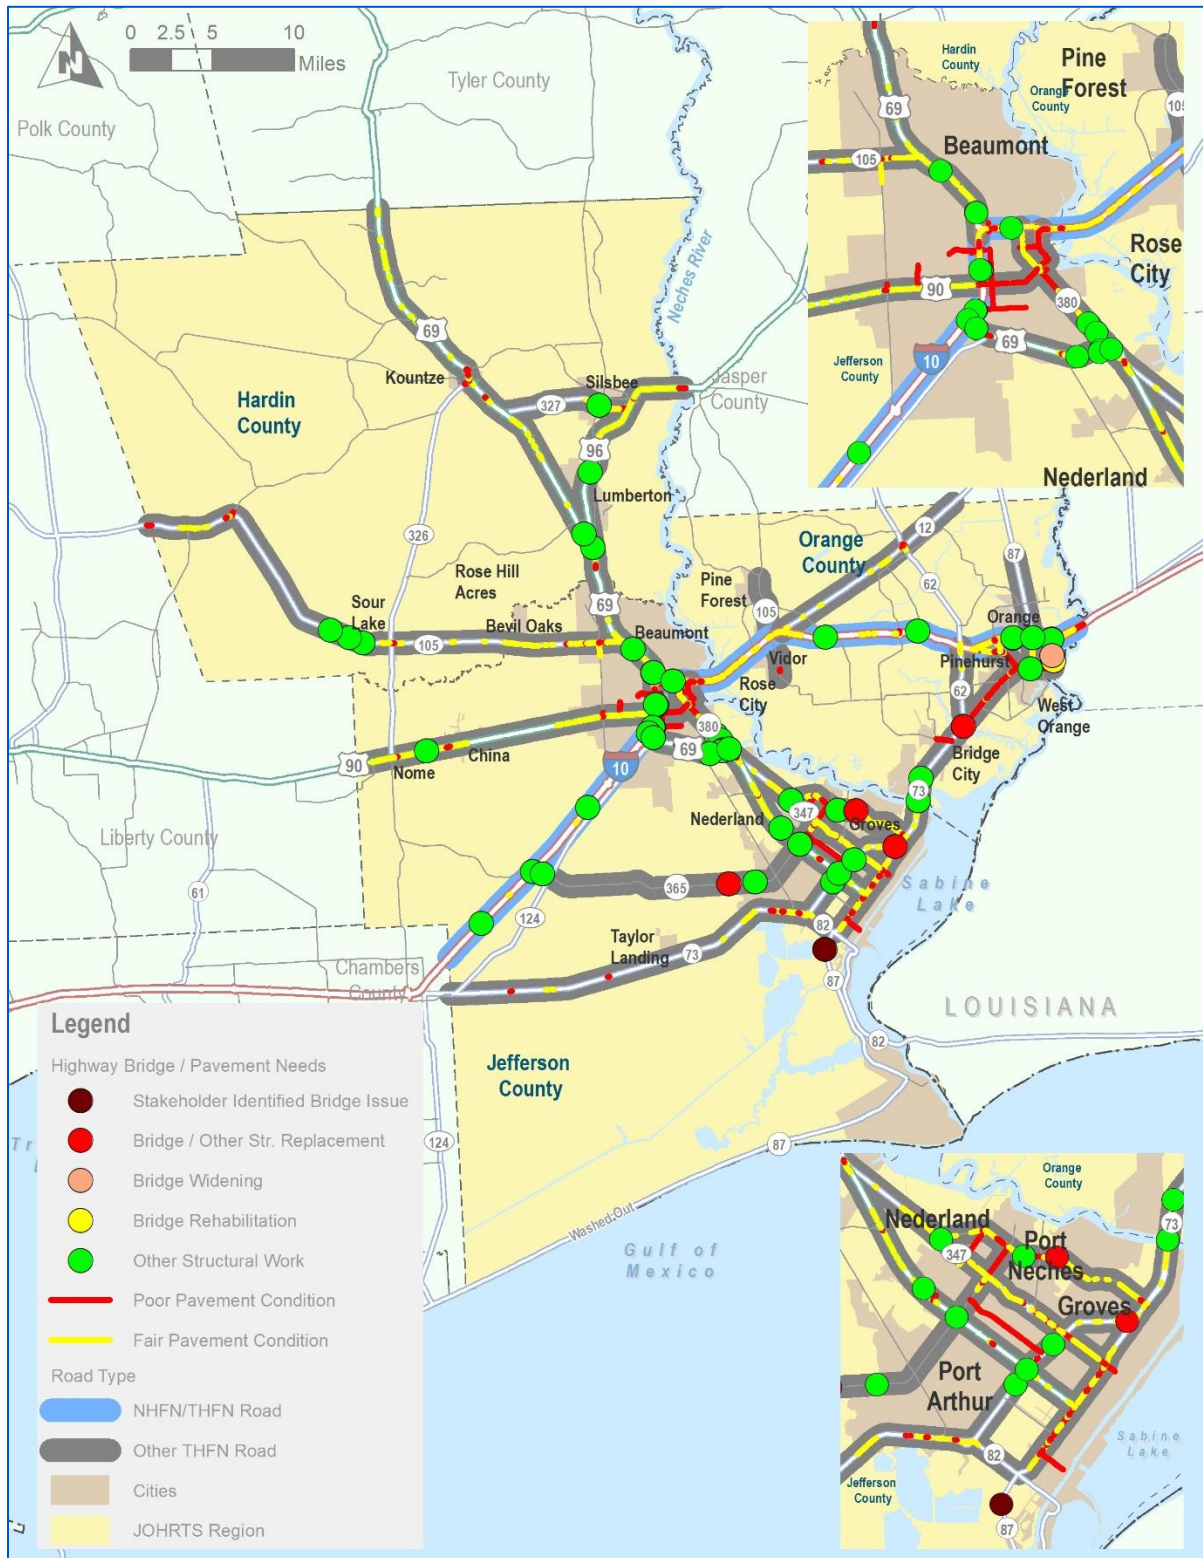 0 2.5 5 10
Miles
N
Tyler County
Polk County
Neches River
69
Kountze
Hardin
County
Silsbee
327
Jasper
County
96
Lumberton
326
Rose Hill
Acres
Sour
Lake
105
Bevil Oaks
69
Beaumont
Pine
Forest
105
Orange
County
12
62
87
Orange
Vidor
Rose
City
Pinehurst
62
West
Orange
Bridge
City
73
380
69
90
Nome
China
10
Nederland
347
Groves
Liberty County
61
365
124
Sabine
Lake
Taylor
Landing
73
82
87
Chambers
County
LOUISIANA
82
Jefferson
County
124
87
Washed-Out
Gulf of
Mexico
Legend
Highway Bridge / Pavement Needs
Stakeholder Identified Bridge Issue
Bridge / Other Str. Replacement
Bridge Widening
Bridge Rehabilitation
Other Structural Work
Poor Pavement Condition
Fair Pavement Condition
Road Type
NHFN/THFN Road
Other THFN Road
Cities
JOHRTS Region
Hardin
County
Pine
Forest
Orange
County
69
105
Beaumont
105
Rose
City
90
380
69
Jefferson
County
10
Nederland
Orange
County
Nederland
347
Port
Neches
73
Groves
Port
Arthur
82
Sabine
Lake
Jefferson
County
87